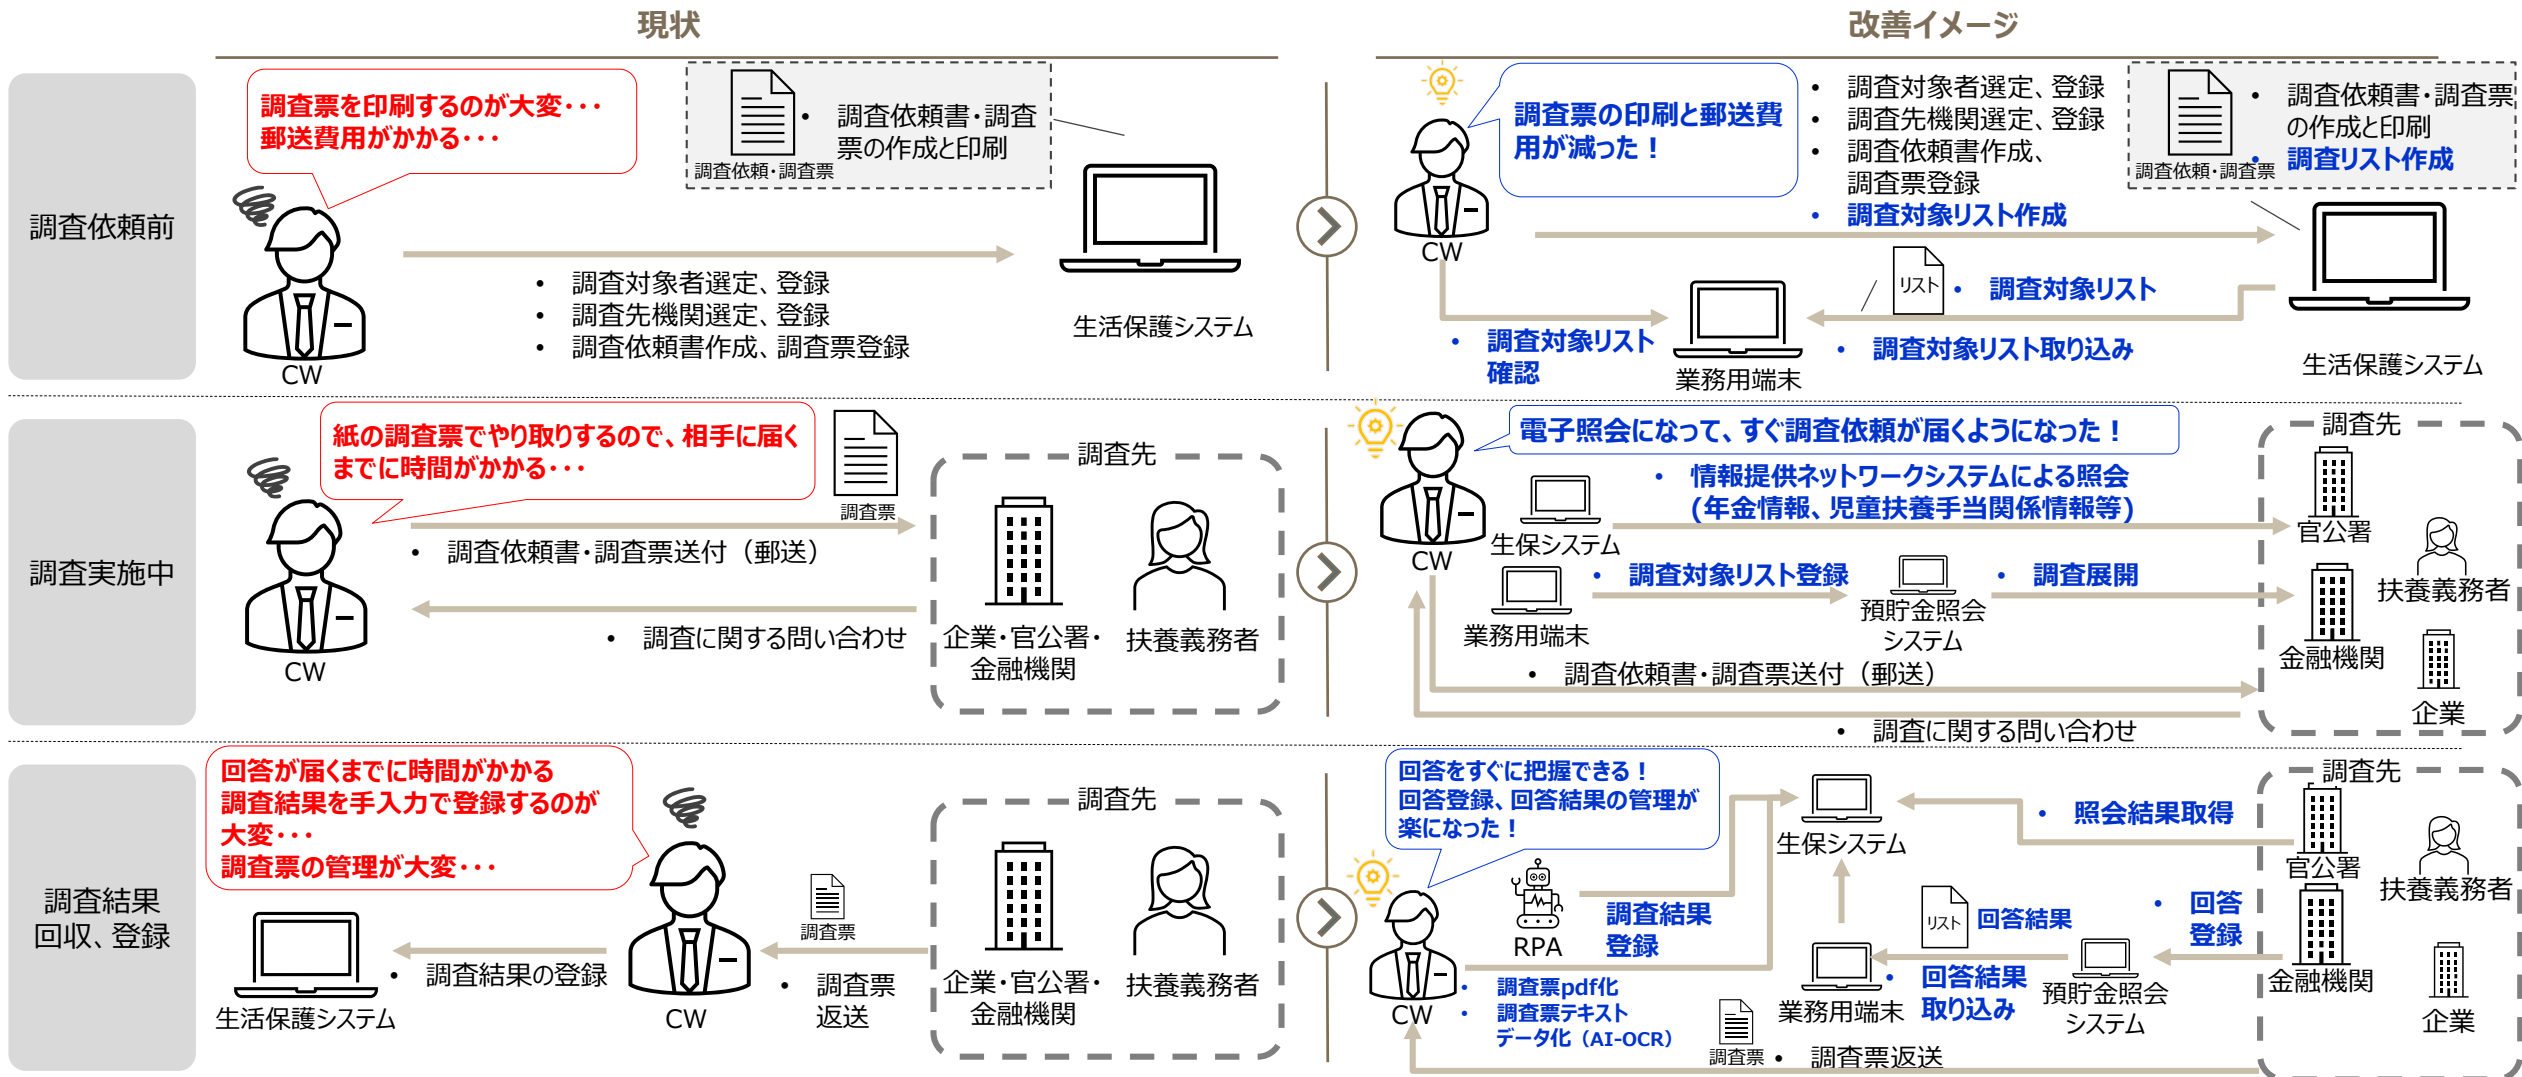 現状
改善イメージ
調査依頼前
調査票を印刷するのが大変・・・
郵送費用がかかる・・・
調査依頼・調査票
• 調査依頼書・調査
票の作成と印刷
CW
• 調査対象者選定、登録
• 調査先機関選定、登録
• 調査依頼書作成、調査票登録
生活保護システム
調査票の印刷と郵送費
用が減った！
CW
• 調査対象者選定、登録
• 調査先機関選定、登録
• 調査依頼書作成、
調査票登録
• 調査対象リスト作成
調査依頼・調査票
• 調査依頼書・調査票
の作成と印刷
• 調査リスト作成
リスト
• 調査対象リスト
• 調査対象リスト
確認
業務用端末
• 調査対象リスト取り込み
生活保護システム
調査実施中
紙の調査票でやり取りするので、相手に届く
までに時間がかかる・・・
調査票
CW
• 調査依頼書・調査票送付（郵送）
• 調査に関する問い合わせ
調査先
企業・官公署・
金融機関
扶養義務者
電子照会になって、すぐ調査依頼が届くようになった！
CW
• 情報提供ネットワークシステムによる照会
(年金情報、児童扶養手当関係情報等)
生保システム
• 調査対象リスト登録
業務用端末
預貯金照会
システム
• 調査展開
• 調査依頼書・調査票送付（郵送）
• 調査に関する問い合わせ
調査先
官公署
扶養義務者
金融機関
企業
調査結果
回収、登録
回答が届くまでに時間がかかる
調査結果を手入力で登録するのが
大変・・・
調査票の管理が大変・・・
生活保護システム
• 調査結果の登録
CW
調査票
• 調査票
返送
調査先
企業・官公署・
金融機関
扶養義務者
回答をすぐに把握できる！
回答登録、回答結果の管理が
楽になった！
CW
RPA
調査結果
登録
• 調査票pdf化
• 調査票テキスト
データ化（AI-OCR）
生保システム
• 照会結果取得
リスト
回答結果
業務用端末
• 回答結果
取り込み
預貯金照会
システム
• 回答
登録
調査票
• 調査票返送
調査先
官公署
扶養義務者
金融機関
企業